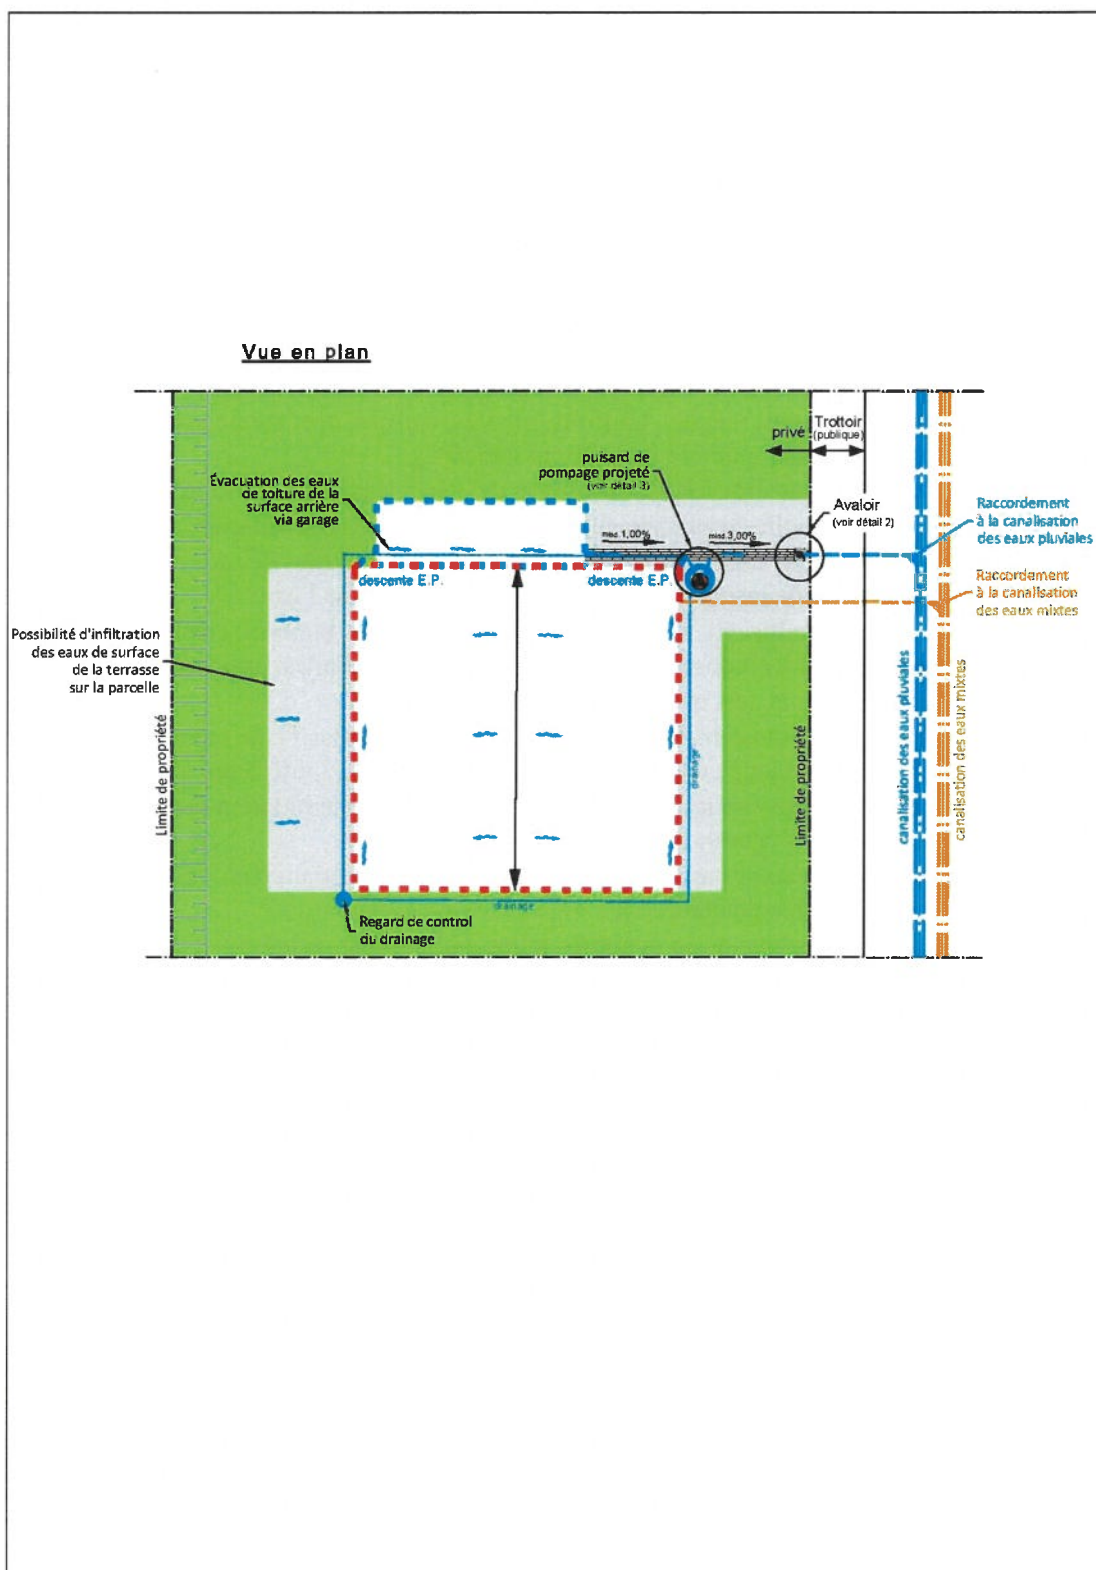 Vue en plan
privé
Trottoir
(publique)
puisard de
pompage projeté
(voir détail 3)
Évacuation des eaux
de toiture de la
surface arrière
via garage
Avaloir
(voir détail 2)
Raccordement
à la canalisation
des eaux pluviales
1,00%
3,00%
descente E.P.
descente E.P.
Raccordement
à la canalisation
des eaux mixtes
Possibilité d'infiltration
des eaux de surface
de la terrasse
sur la parcelle
Limite de propriété
drainage
Limite de propriété
canalisation des eaux pluviales
canalisation des eaux mixtes
drainage
Regard de control
du drainage